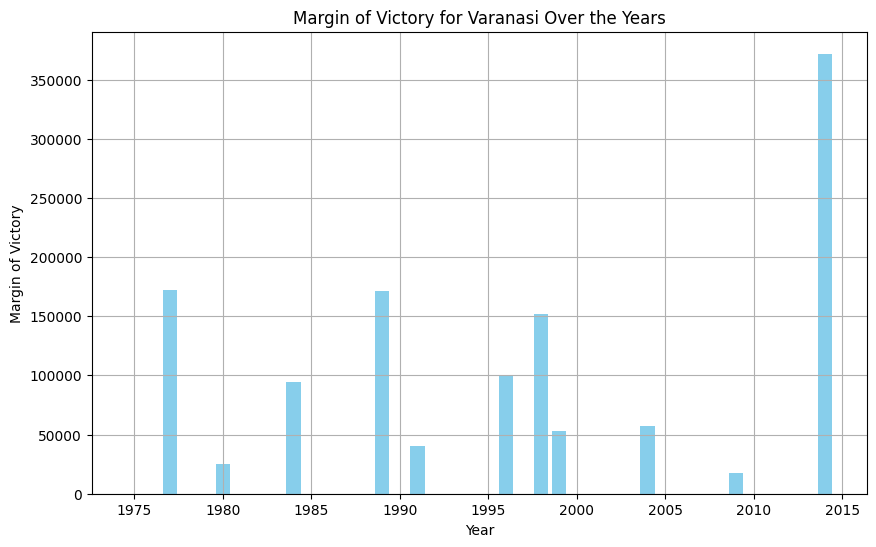 Margin of Victory for Varanasi Over the Years
Margin of Victory
350000
300000
250000
200000
150000
100000
50000
0
1975 1980 1985 1990 1995 2000 2005 2010 2015
Year